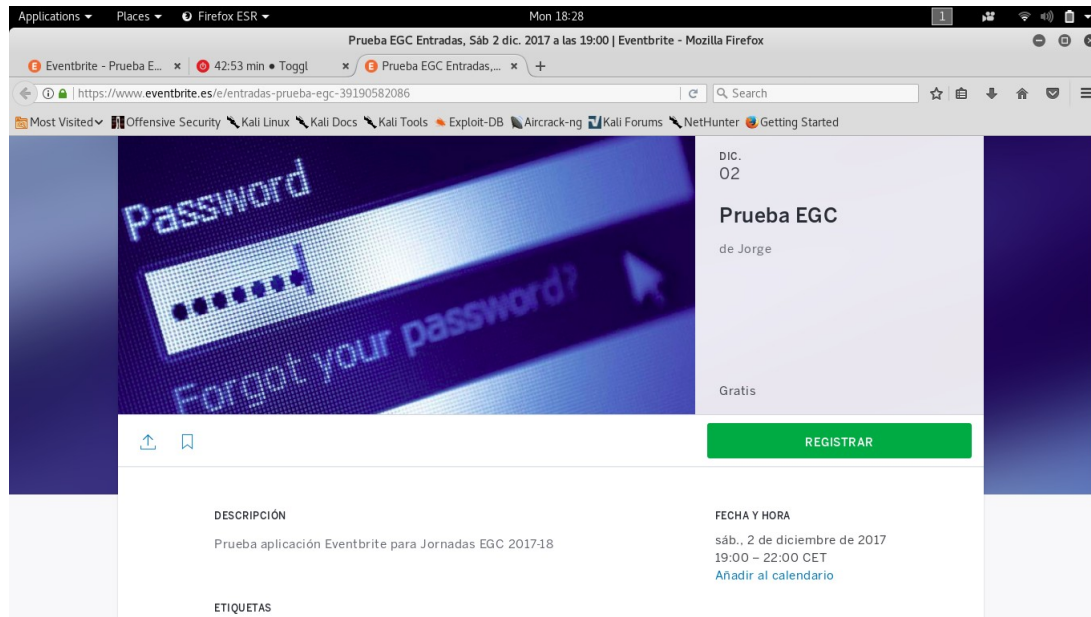 Applications Places Firefox ESR Mon 18:28 1
Prueba EGC Entradas, Sáb 2 dic. 2017 a las 19:00 | Eventbrite - Mozilla Firefox
Eventbrite - Prueba E... 42:53 min • Toggl Prueba EGC Entradas,...
https://www.eventbrite.es/e/entradas-prueba-egc-39190582086 Search
Most Visited Offensive Security Kali Linux Kali Docs Kali Tools Exploit-DB Aircrack-ng Kali Forums NetHunter Getting Started
Password
Forgot your password?
DIC.
02
Prueba EGC
de Jorge
Gratis
REGISTRAR
DESCRIPCIÓN
Prueba aplicación Eventbrite para Jornadas EGC 2017-18
FECHA Y HORA
sáb., 2 de diciembre de 2017
19:00 – 22:00 CET
Añadir al calendario
ETIQUETAS